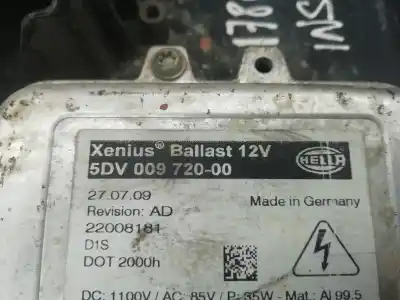 Xenius® Ballast 12V
5DV 009 720-00
HELLA
27.07.09
Made in Germany
Revision: AD
22008181
D1S
DOT 2000h
DC: 1100V / AC: 85V / P: 35W - Mat.: Al 99.5